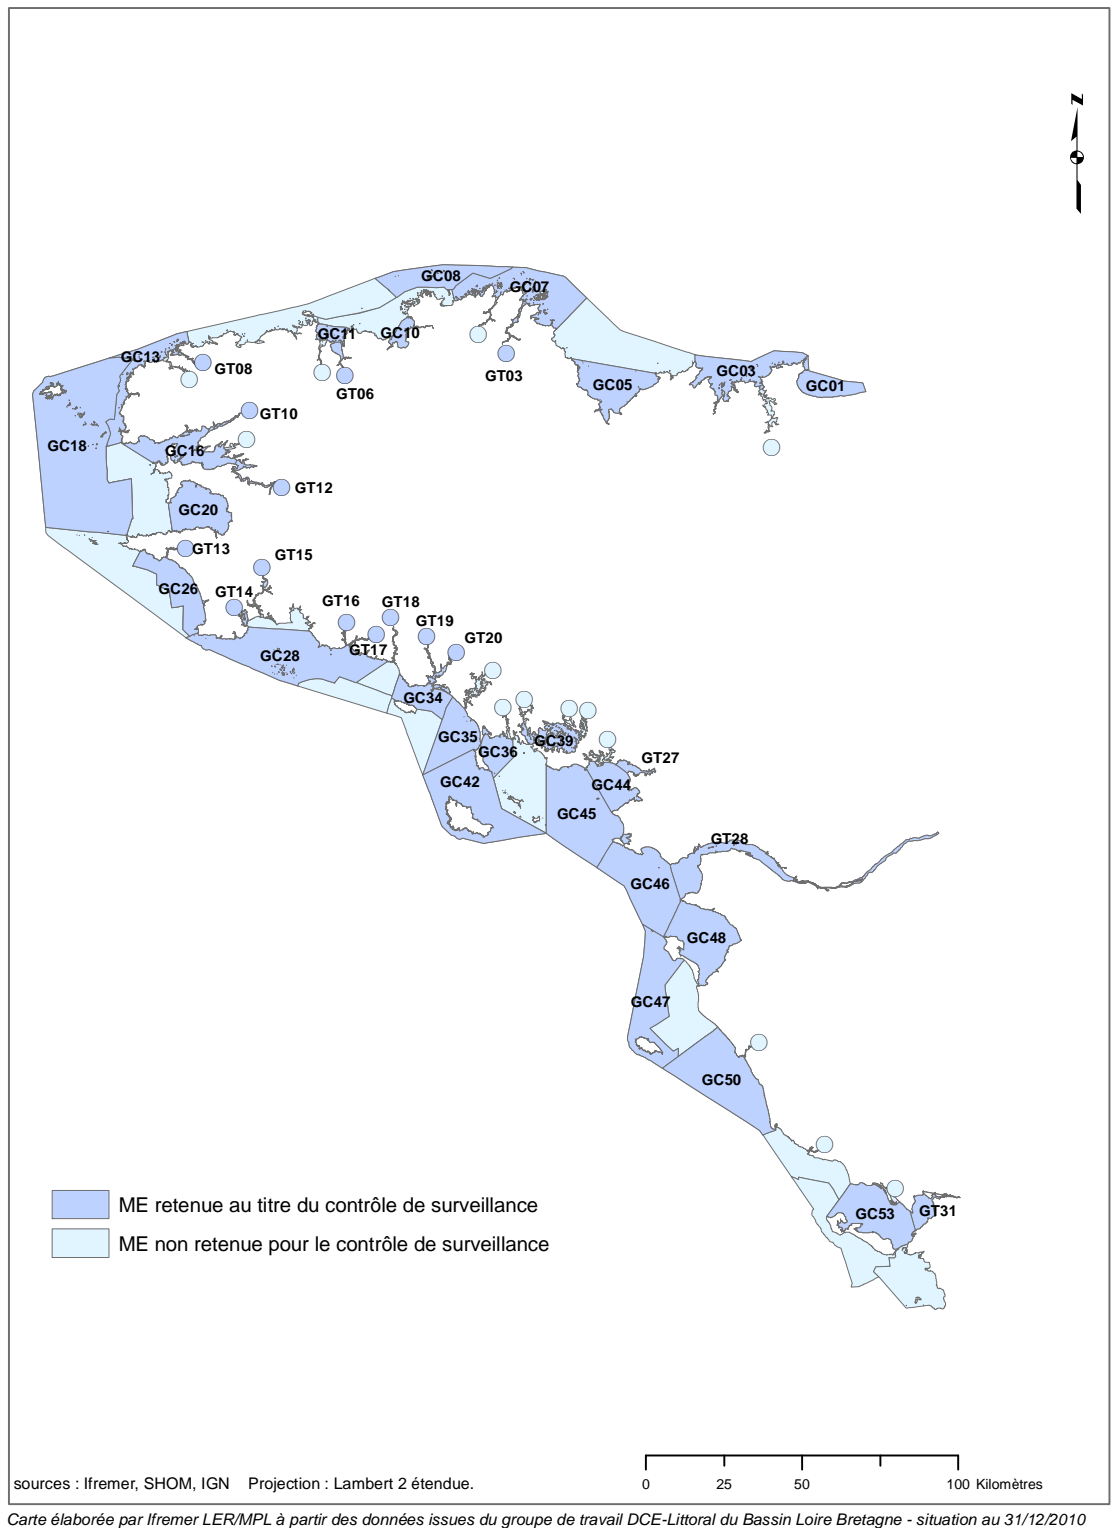 N
GC08
GC07
GC11
GC10
GC13
GT08
GT03
GC03
GC05
GC01
GT06
GT10
GC18
GC16
GT12
GC20
GT13
GT15
GC26
GT14
GT16
GT18
GT19
GT20
GT17
GC28
GC34
GC35
GC36
GC39
GT27
GC42
GC44
GC45
GT28
GC46
GC48
GC47
GC50
GC53
GT31
ME retenue au titre du contrôle de surveillance
ME non retenue pour le contrôle de surveillance
sources : Ifremer, SHOM, IGN Projection : Lambert 2 étendue.
0 25 50 100 Kilomètres
Carte élaborée par Ifremer LER/MPL à partir des données issues du groupe de travail DCE-Littoral du Bassin Loire Bretagne - situation au 31/12/2010